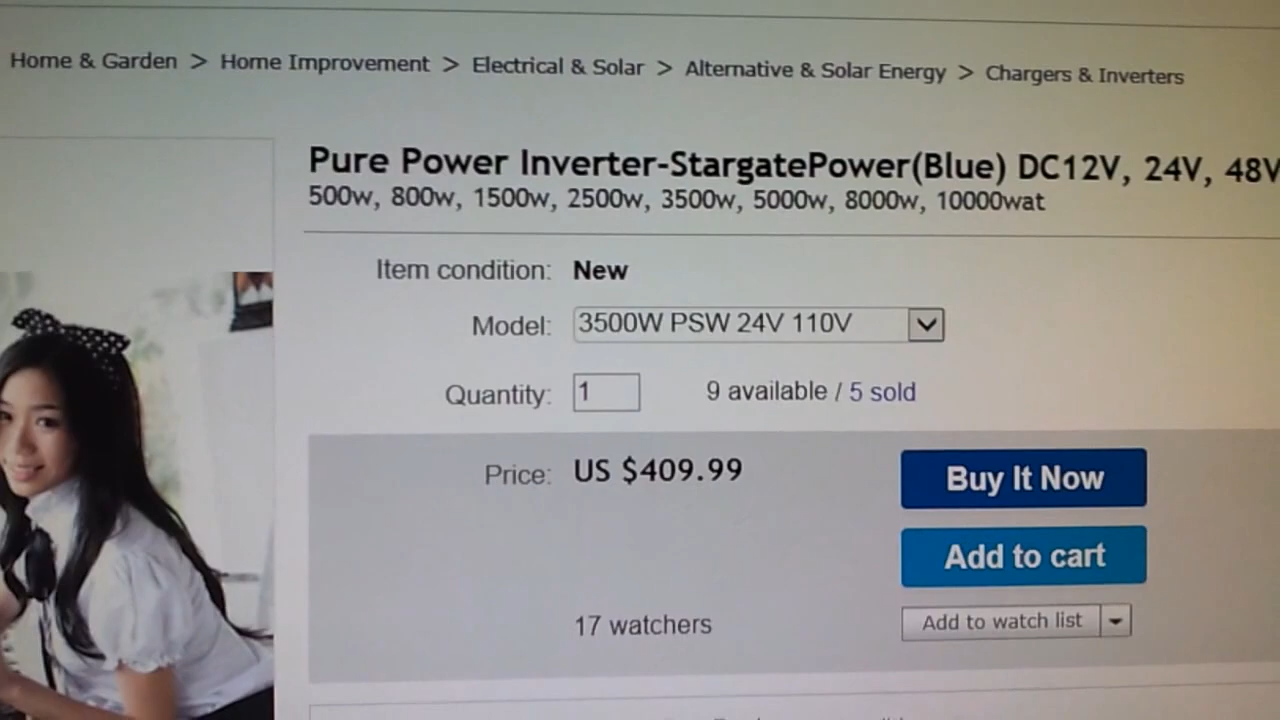 Home & Garden > Home Improvement > Electrical & Solar > Alternative & Solar Energy > Chargers & Inverters
Pure Power Inverter-StargatePower(Blue) DC12V, 24V, 48V
500w, 800w, 1500w, 2500w, 3500w, 5000w, 8000w, 10000wat
Item condition: New
Model: 3500W PSW 24V 110V
Quantity: 1 9 available / 5 sold
Price: US $409.99 Buy It Now
Add to cart
17 watchers Add to watch list